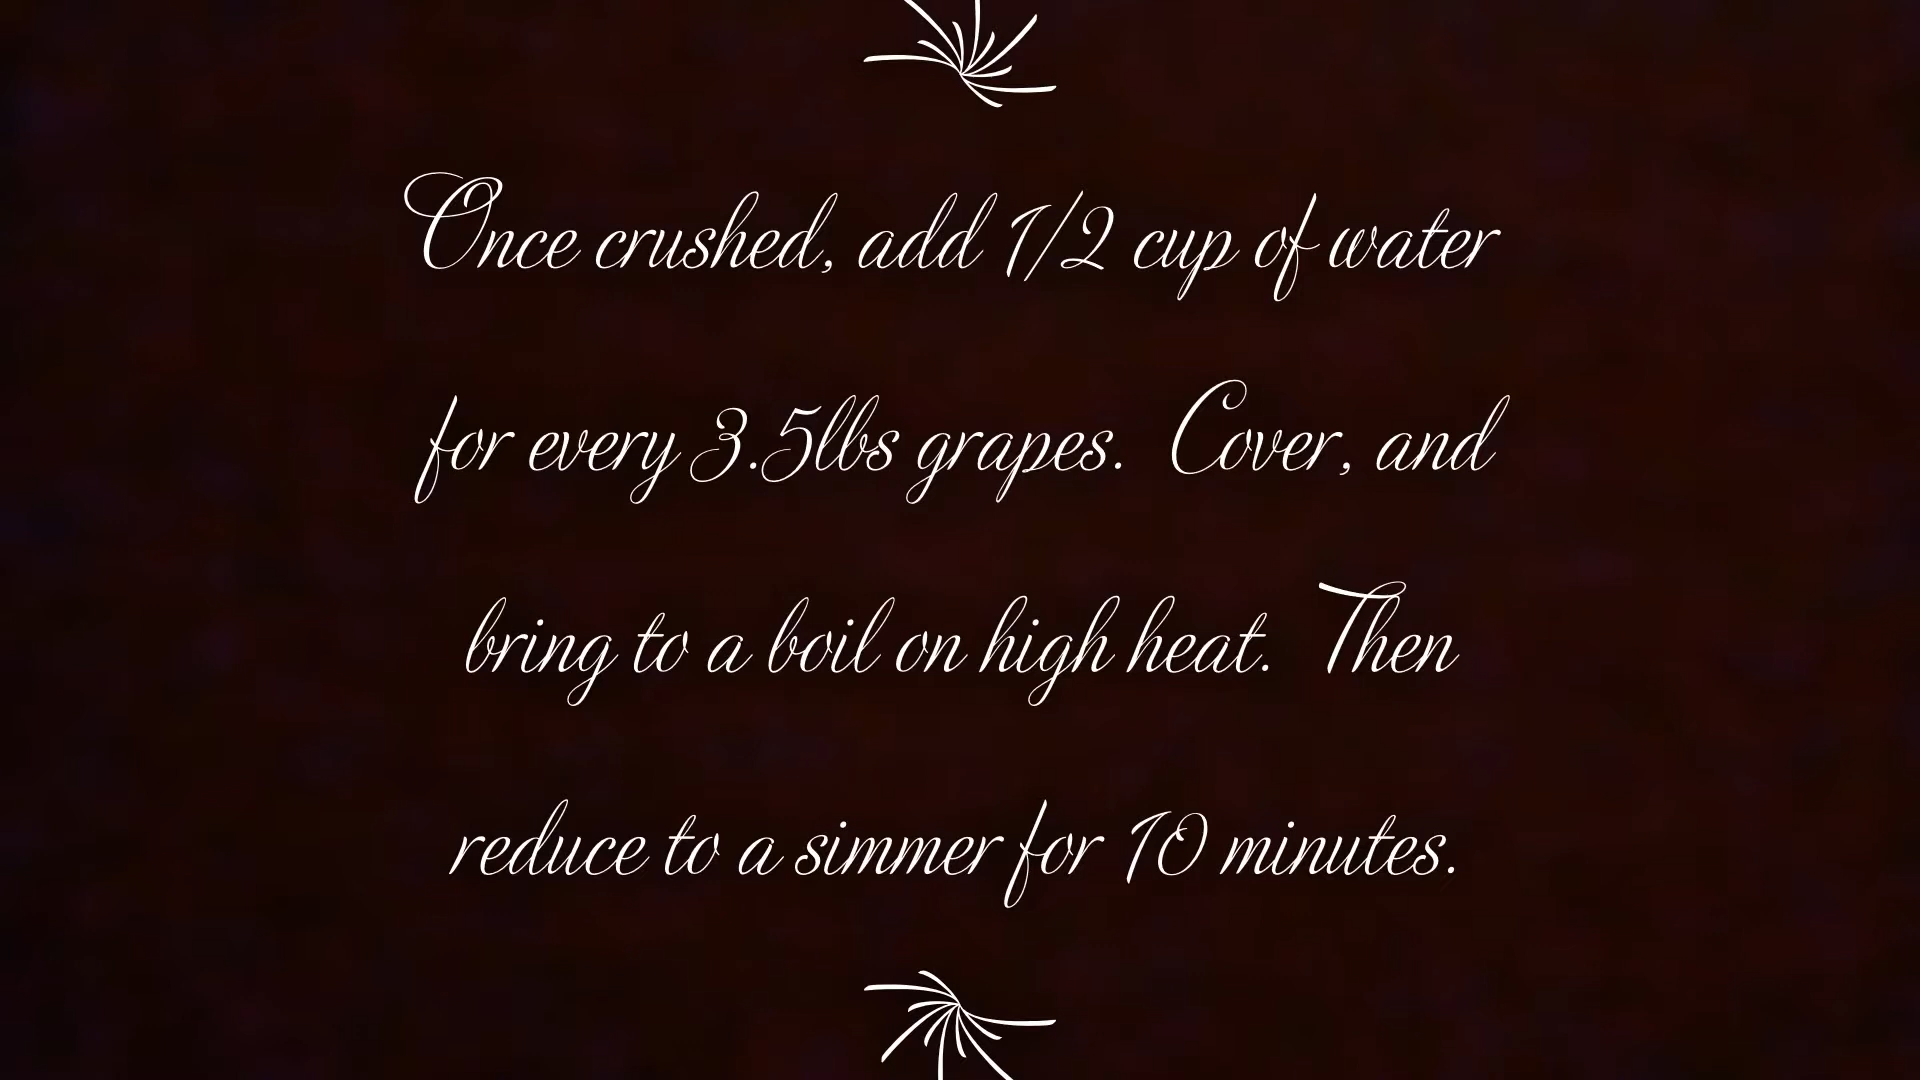 Once crushed, add 1/2 cup of water
for every 3.5lbs grapes.  Cover, and
bring to a boil on high heat.  Then
reduce to a simmer for 10 minutes.